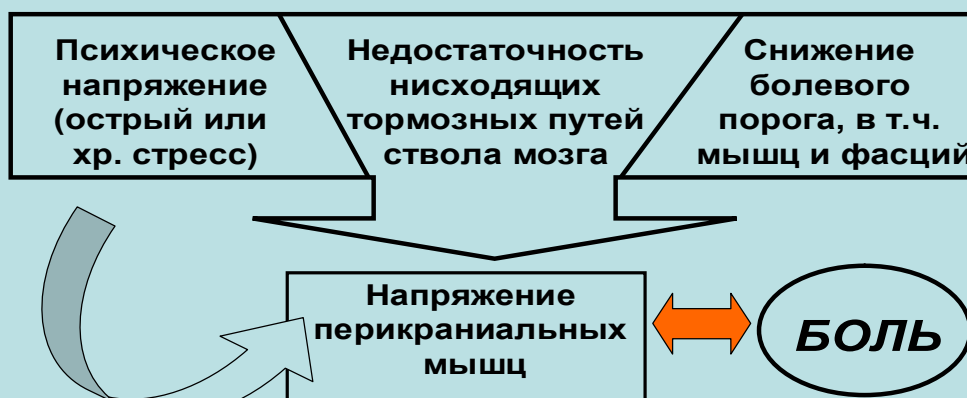 Психическое
напряжение
(острый или
хр. стресс)
Недостаточность
нисходящих
тормозных путей
ствола мозга
Снижение
болевого
порога, в т.ч.
мышц и фасций
Напряжение
перикраниальных
мышц
БОЛЬ